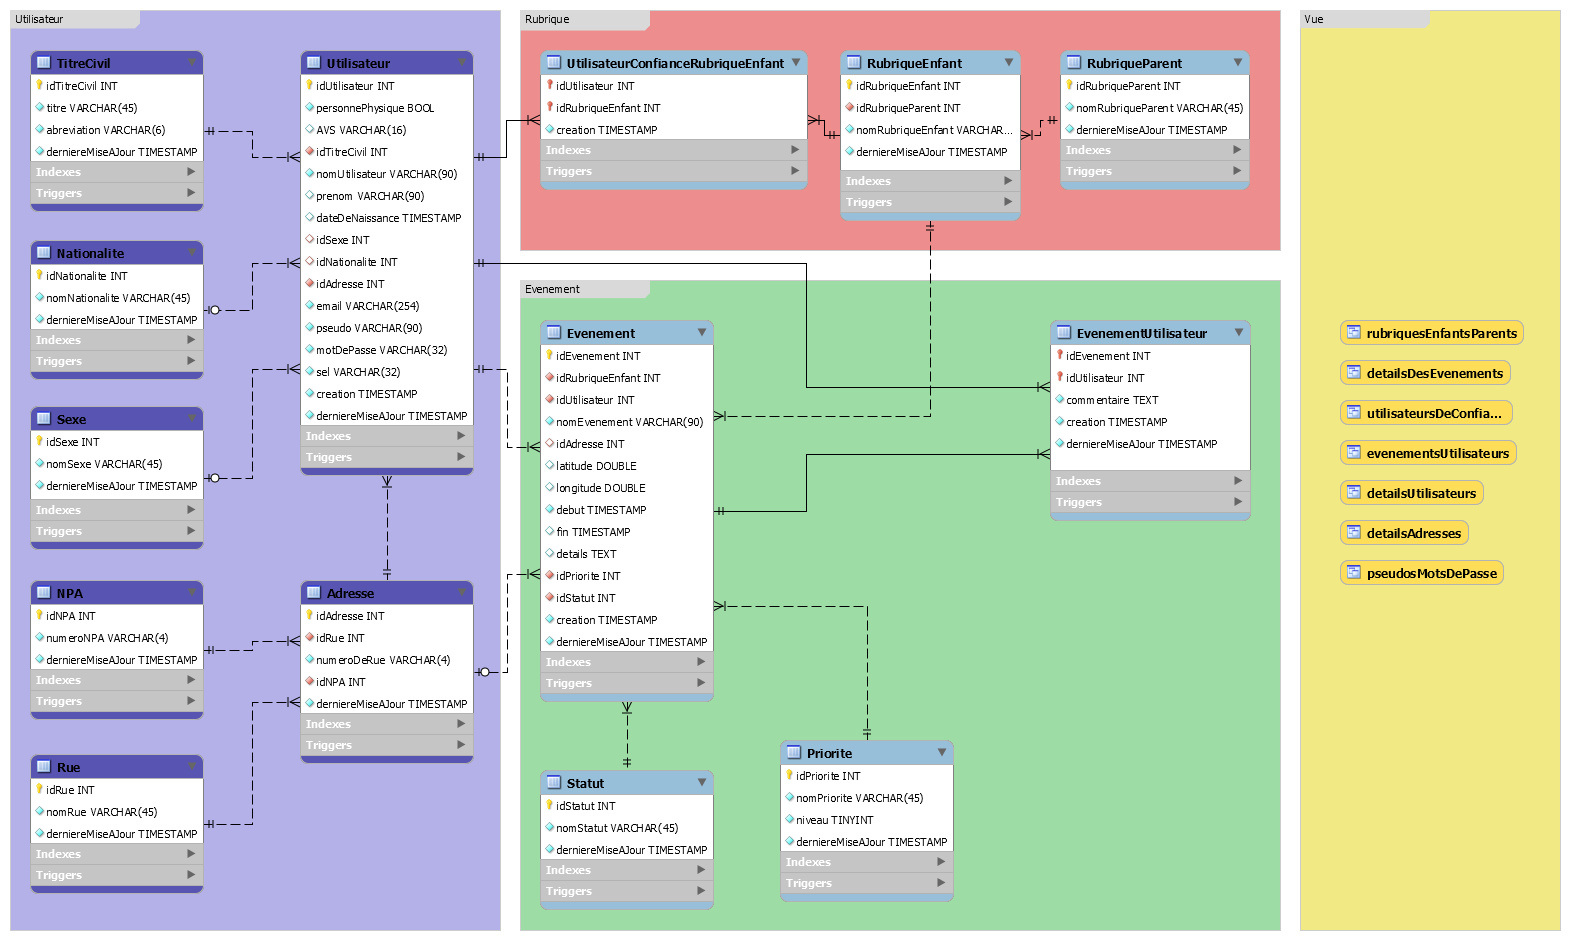 Utilisateur
TitreCivil
idTitreCivil INT
titre VARCHAR(45)
abreviation VARCHAR(6)
derniereMiseAJour TIMESTAMP
Indexes
Triggers
Nationalite
idNationalite INT
nomNationalite VARCHAR(45)
derniereMiseAJour TIMESTAMP
Indexes
Triggers
Sexe
idSexe INT
nomSexe VARCHAR(45)
derniereMiseAJour TIMESTAMP
Indexes
Triggers
NPA
idNPA INT
numeroNPA VARCHAR(4)
derniereMiseAJour TIMESTAMP
Indexes
Triggers
Rue
idRue INT
nomRue VARCHAR(45)
derniereMiseAJour TIMESTAMP
Indexes
Triggers
Utilisateur
idUtilisateur INT
personnePhysique BOOL
AVS VARCHAR(16)
idTitreCivil INT
nomUtilisateur VARCHAR(90)
prenom VARCHAR(90)
dateDeNaissance TIMESTAMP
idSexe INT
idNationalite INT
idAdresse INT
email VARCHAR(254)
pseudo VARCHAR(90)
motDePasse VARCHAR(32)
sel VARCHAR(32)
creation TIMESTAMP
derniereMiseAJour TIMESTAMP
Indexes
Triggers
Adresse
idAdresse INT
idRue INT
numeroDeRue VARCHAR(4)
idNPA INT
derniereMiseAJour TIMESTAMP
Indexes
Triggers
Rubrique
UtilisateurConfianceRubriqueEnfant
idUtilisateur INT
idRubriqueEnfant INT
creation TIMESTAMP
Indexes
Triggers
RubriqueEnfant
idRubriqueEnfant INT
idRubriqueParent INT
nomRubriqueEnfant VARCHAR...
derniereMiseAJour TIMESTAMP
Indexes
Triggers
RubriqueParent
idRubriqueParent INT
nomRubriqueParent VARCHAR(45)
derniereMiseAJour TIMESTAMP
Indexes
Triggers
Evenement
Evenement
idEvenement INT
idRubriqueEnfant INT
idUtilisateur INT
nomEvenement VARCHAR(90)
idAdresse INT
latitude DOUBLE
longitude DOUBLE
debut TIMESTAMP
fin TIMESTAMP
details TEXT
idPriorite INT
idStatut INT
creation TIMESTAMP
derniereMiseAJour TIMESTAMP
Indexes
Triggers
EvenementUtilisateur
idEvenement INT
idUtilisateur INT
commentaire TEXT
creation TIMESTAMP
derniereMiseAJour TIMESTAMP
Indexes
Triggers
Statut
idStatut INT
nomStatut VARCHAR(45)
derniereMiseAJour TIMESTAMP
Indexes
Triggers
Priorite
idPriorite INT
nomPriorite VARCHAR(45)
niveau TINYINT
derniereMiseAJour TIMESTAMP
Indexes
Triggers
Vue
rubriquesEnfantsParents
detailsDesEvenements
utilisateursDeConfia...
evenementsUtilisateurs
detailsUtilisateurs
detailsAdresses
pseudosMotsDePasse